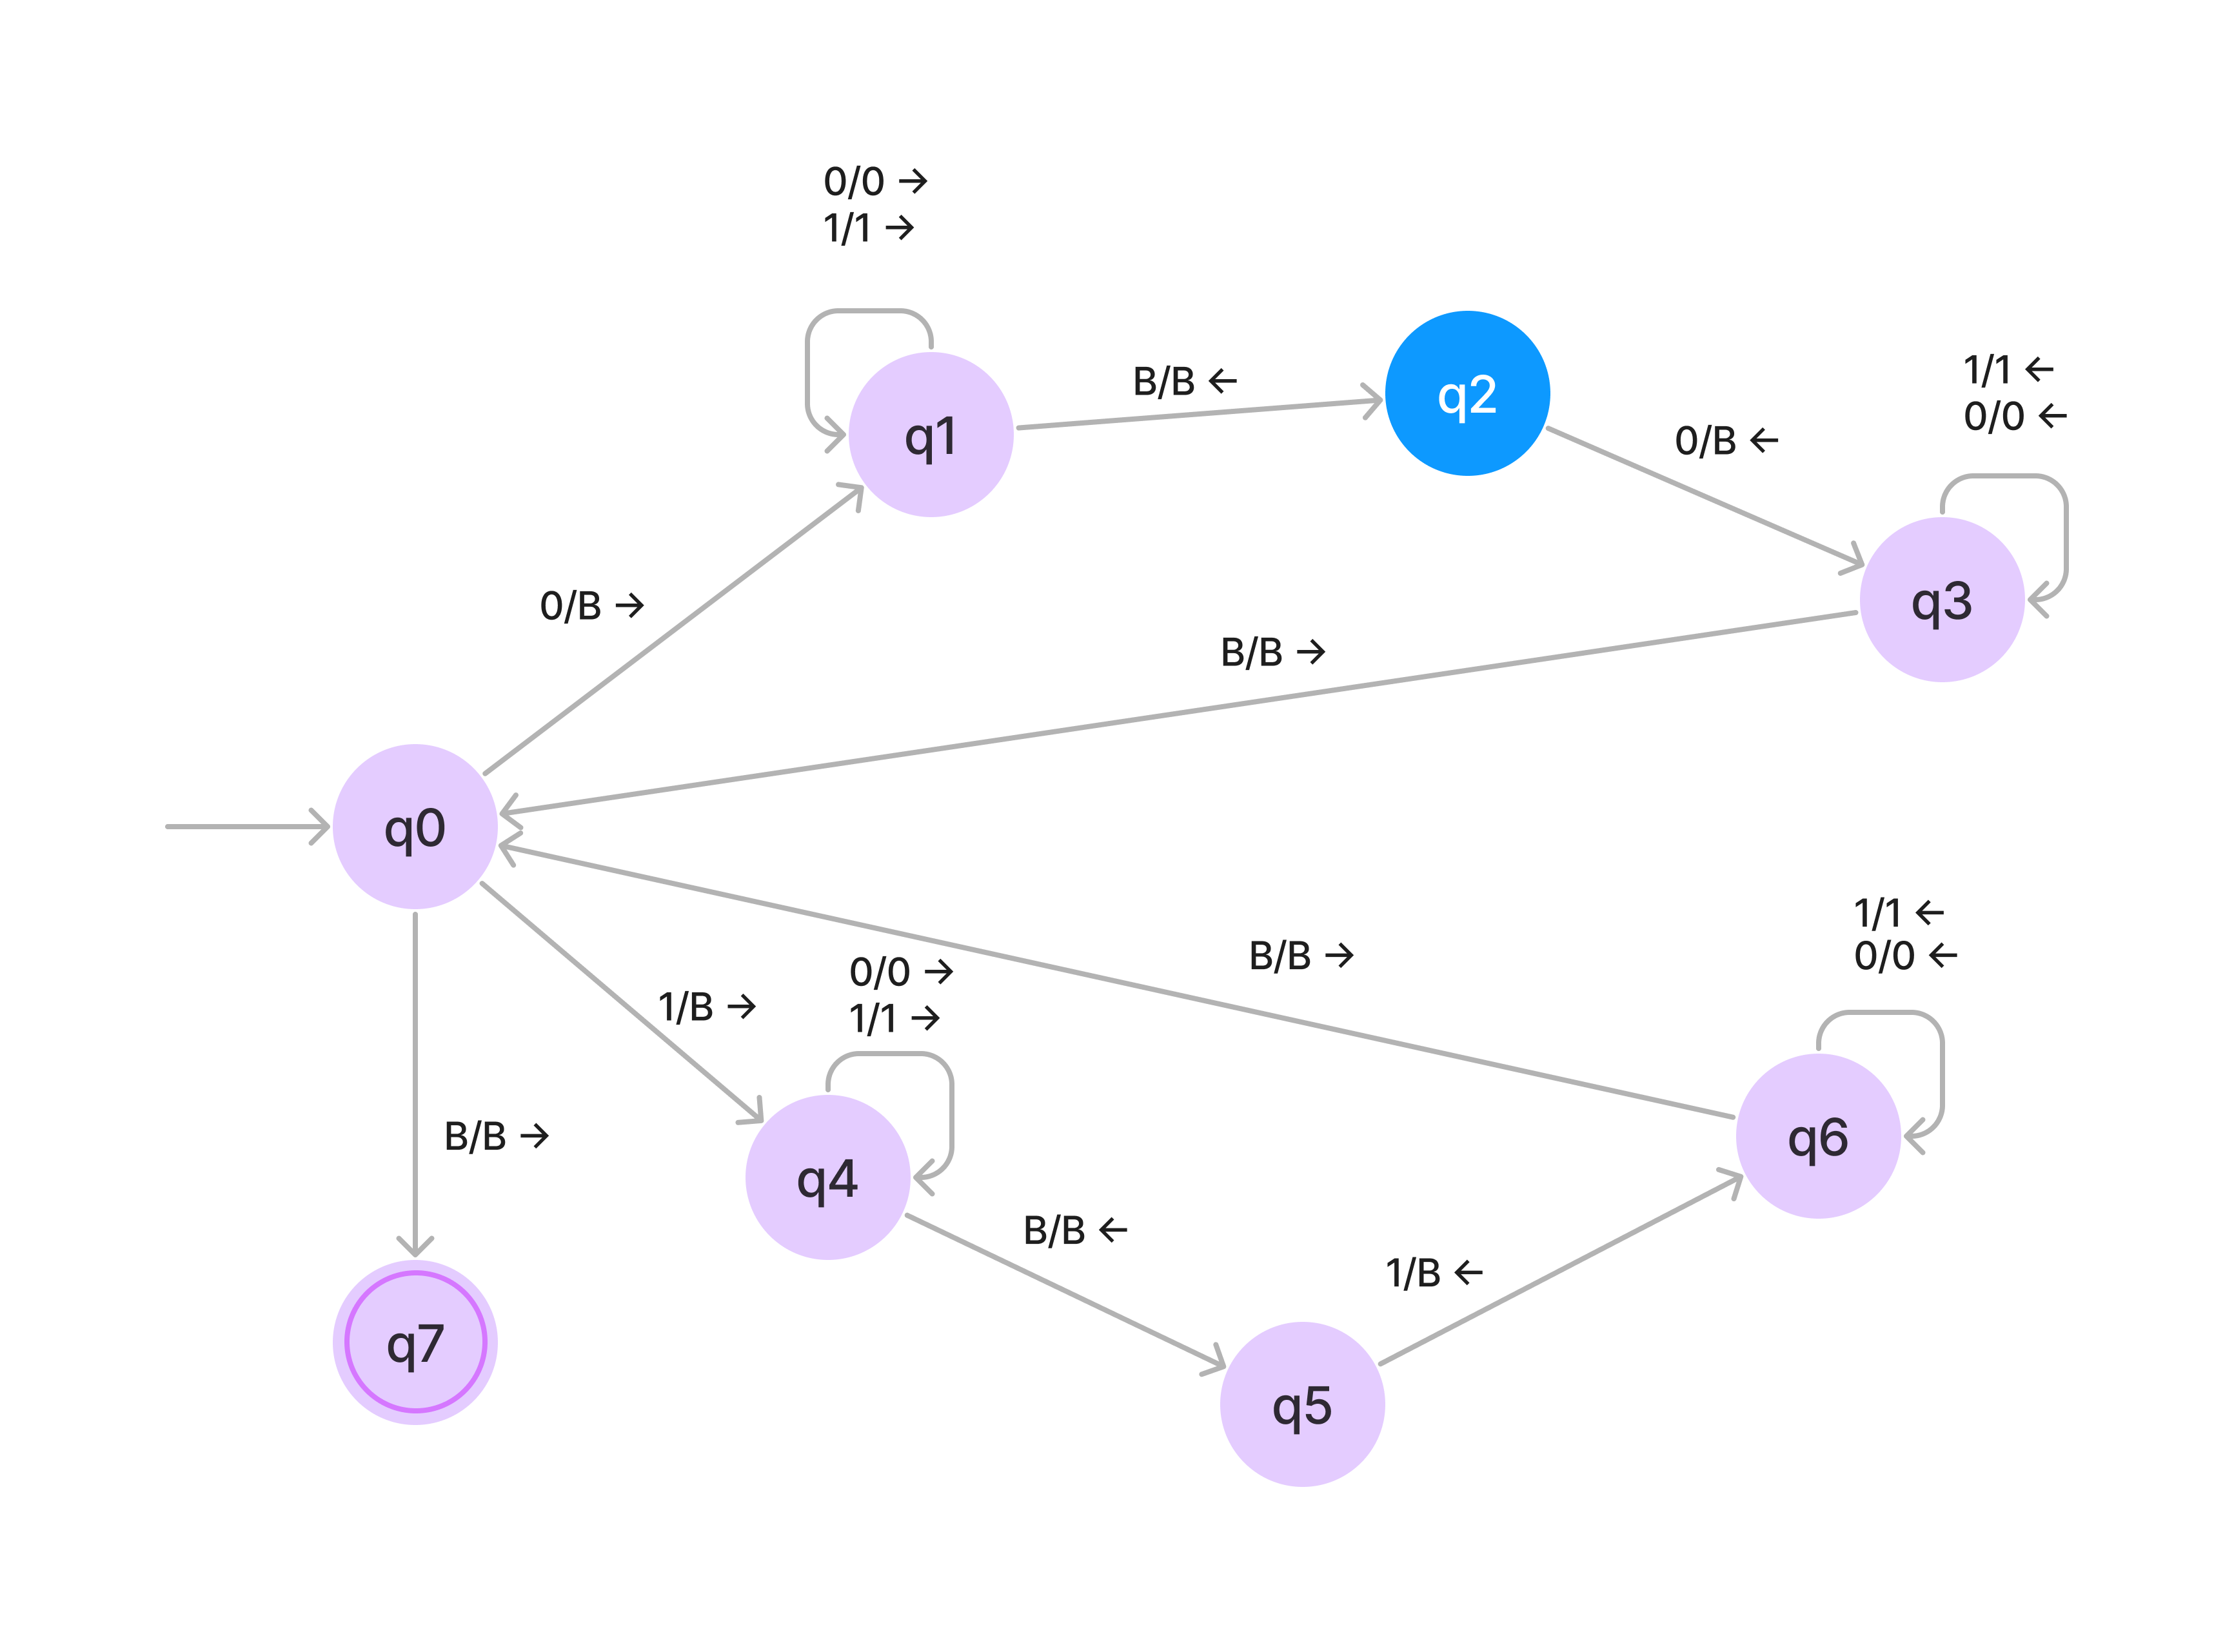 0/0 →
1/1 →
B/B ←
q2
1/1 ←
0/0 ←
0/B ←
q1
0/B →
q3
B/B →
q0
1/1 ←
0/0 ←
B/B →
0/0 →
1/1 →
1/B →
B/B →
q6
q4
B/B ←
1/B ←
q7
q5